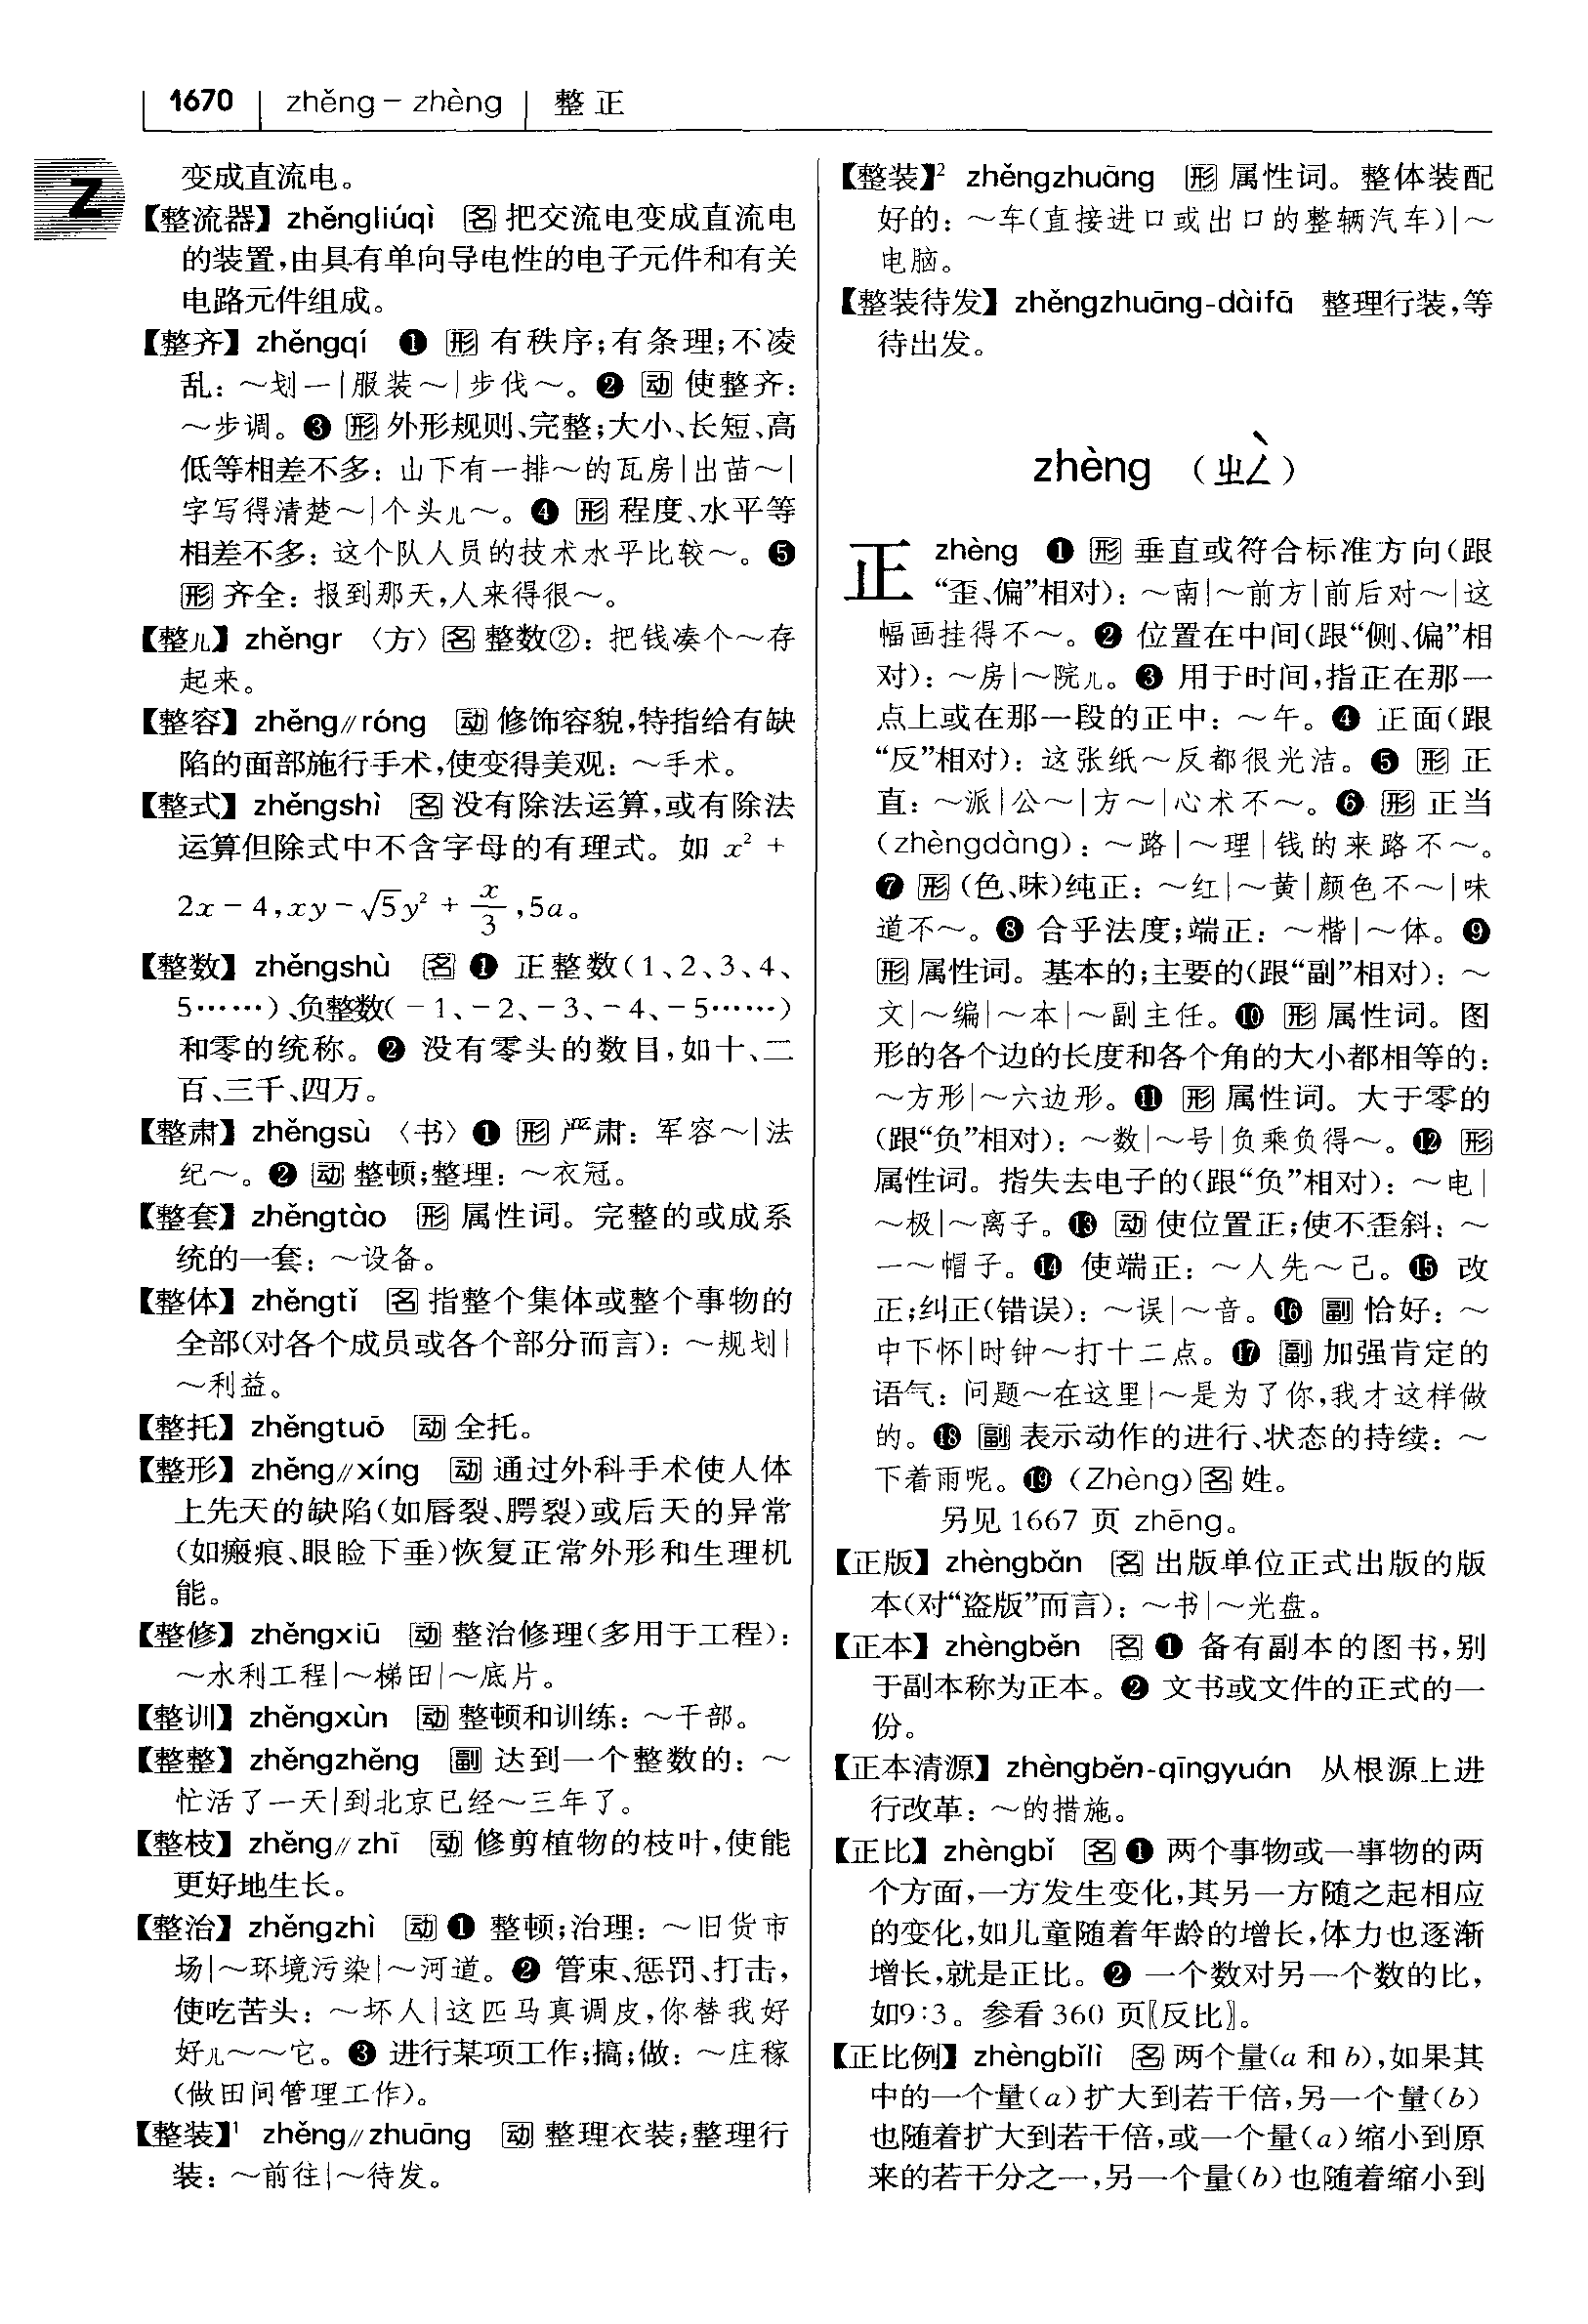 1670 zhěng－zhèng 整 正
Z
变成直流电。
【整流器】zhěngliúqì 名 把交流电变成直流电
的装置,由具有单向导电性的电子元件和有关
电路元件组成。
【整齐】zhěngqí ❶ 形 有秩序;有条理;不凌
乱: ～划一|服装～|步伐～。❷ 动 使整齐:
～步调。❸ 形 外形规则、完整;大小、长短、高
低等相差不多: 山下有一排～的瓦房|出苗～|
字写得清楚～|个头儿～。❹ 形 程度、水平等
相差不多: 这个队人员的技术水平比较～。❺
形 齐全: 报到那天,人来得很～。
【整儿】zhěngr 〈方〉名 整数②: 把钱凑个～存
起来。
【整容】zhěng//róng 动 修饰容貌,特指给有缺
陷的面部施行手术,使变得美观: ～手术。
【整式】zhěngshì 名 没有除法运算,或有除法
运算但除式中不含字母的有理式。如 x² +
2x－4,xy－√5y² + x/3,5a。
【整数】zhěngshù 名 ❶ 正整数(1、2、3、4、
5……)、负整数(－1、－2、－3、－4、－5……)
和零的统称。❷ 没有零头的数目,如十、二
百、三千、四万。
【整肃】zhěngsù 〈书〉❶ 形 严肃: 军容～|法
纪～。❷ 动 整顿;整理: ～衣冠。
【整套】zhěngtào 形 属性词。完整的或成系
统的一套: ～设备。
【整体】zhěngtǐ 名 指整个集体或整个事物的
全部(对各个成员或各个部分而言): ～规划|
～利益。
【整托】zhěngtuō 动 全托。
【整形】zhěng//xíng 动 通过外科手术使人体
上先天的缺陷(如唇裂、腭裂)或后天的异常
(如瘢痕、眼睑下垂)恢复正常外形和生理机
能。
【整修】zhěngxiū 动 整治修理(多用于工程):
～水利工程|～梯田|～底片。
【整训】zhěngxùn 动 整顿和训练: ～干部。
【整整】zhěngzhěng 副 达到一个整数的: ～
忙活了一天|到北京已经～三年了。
【整枝】zhěng//zhī 动 修剪植物的枝叶,使能
更好地生长。
【整治】zhěngzhì 动 ❶ 整顿;治理: ～旧货市
场|～环境污染|～河道。❷ 管束、惩罚、打击,
使吃苦头: ～坏人|这匹马真调皮,你替我好
好儿～～它。❸ 进行某项工作;搞;做: ～庄稼
(做田间管理工作)。
【整装】¹ zhěng//zhuāng 动 整理衣装;整理行
装: ～前往|～待发。
【整装】² zhěngzhuāng 形 属性词。整体装配
好的: ～车(直接进口或出口的整辆汽车)|～
电脑。
【整装待发】zhěngzhuāng-dàifā 整理行装,等
待出发。
zhèng (ㄓㄥˋ)
正 zhèng ❶ 形 垂直或符合标准方向(跟
“歪、偏”相对): ～南|～前方|前后对～|这
幅画挂得不～。❷ 位置在中间(跟“侧、偏”相
对): ～房|～院儿。❸ 用于时间,指正在那一
点上或在那一段的正中: ～午。❹ 正面(跟
“反”相对): 这张纸～反都很光洁。❺ 形 正
直: ～派|公～|方～|心术不～。❻ 形 正当
(zhèngdàng): ～路|～理|钱的来路不～。
❼ 形 (色、味)纯正: ～红|～黄|颜色不～|味
道不～。❽ 合乎法度;端正: ～楷|～体。❾
形 属性词。基本的;主要的(跟“副”相对): ～
文|～编|～本|～副主任。❿ 形 属性词。图
形的各个边的长度和各个角的大小都相等的:
～方形|～六边形。⓫ 形 属性词。大于零的
(跟“负”相对): ～数|～号|负乘负得～。⓬ 形
属性词。指失去电子的(跟“负”相对): ～电|
～极|～离子。⓭ 动 使位置正;使不歪斜: ～
一～帽子。⓮ 使端正: ～人先～己。⓯ 改
正;纠正(错误): ～误|～音。⓰ 副 恰好: ～
中下怀|时钟～打十二点。⓱ 副 加强肯定的
语气: 问题～在这里|～是为了你,我才这样做
的。⓲ 副 表示动作的进行、状态的持续: ～
下着雨呢。⓳ (Zhèng)名 姓。
另见 1667 页 zhēng。
【正版】zhèngbǎn 名 出版单位正式出版的版
本(对“盗版”而言): ～书|～光盘。
【正本】zhèngběn 名 ❶ 备有副本的图书,别
于副本称为正本。❷ 文书或文件的正式的一
份。
【正本清源】zhèngběn-qīngyuán 从根源上进
行改革: ～的措施。
【正比】zhèngbǐ 名 ❶ 两个事物或一事物的两
个方面,一方发生变化,其另一方随之起相应
的变化,如儿童随着年龄的增长,体力也逐渐
增长,就是正比。❷ 一个数对另一个数的比,
如9:3。参看 360 页〖反比〗。
【正比例】zhèngbǐlì 名 两个量(a 和 b),如果其
中的一个量(a)扩大到若干倍,另一个量(b)
也随着扩大到若干倍,或一个量(a)缩小到原
来的若干分之一,另一个量(b)也随着缩小到